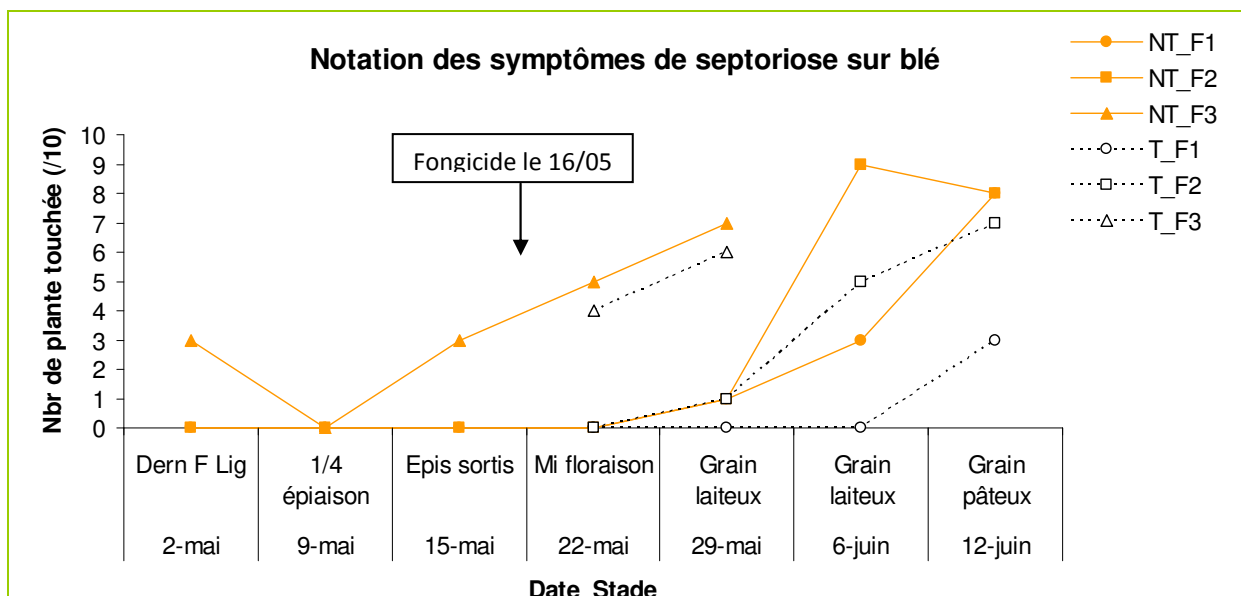 Notation des symptômes de septoriose sur blé
NT_F1
NT_F2
NT_F3
T_F1
T_F2
T_F3
Nbr de plante touchée (/10)
10
9
8
7
6
5
4
3
2
1
0
Fongicide le 16/05
Dern F Lig
1/4
épiaison
Epis sortis
Mi floraison
Grain
laiteux
Grain
laiteux
Grain
pâteux
2-mai
9-mai
15-mai
22-mai
29-mai
6-juin
12-juin
Date Stade